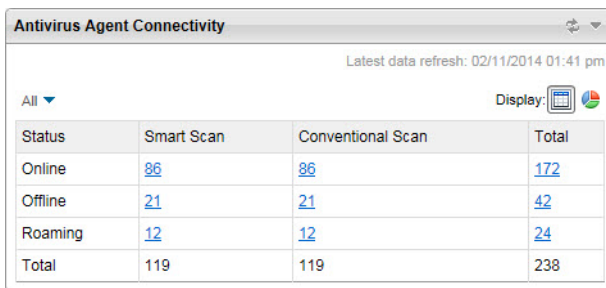 Antivirus Agent Connectivity
Latest data refresh: 02/11/2014 01:41 pm
All Display:
Status Smart Scan Conventional Scan Total
Online 86 86 172
Offline 21 21 42
Roaming 12 12 24
Total 119 119 238